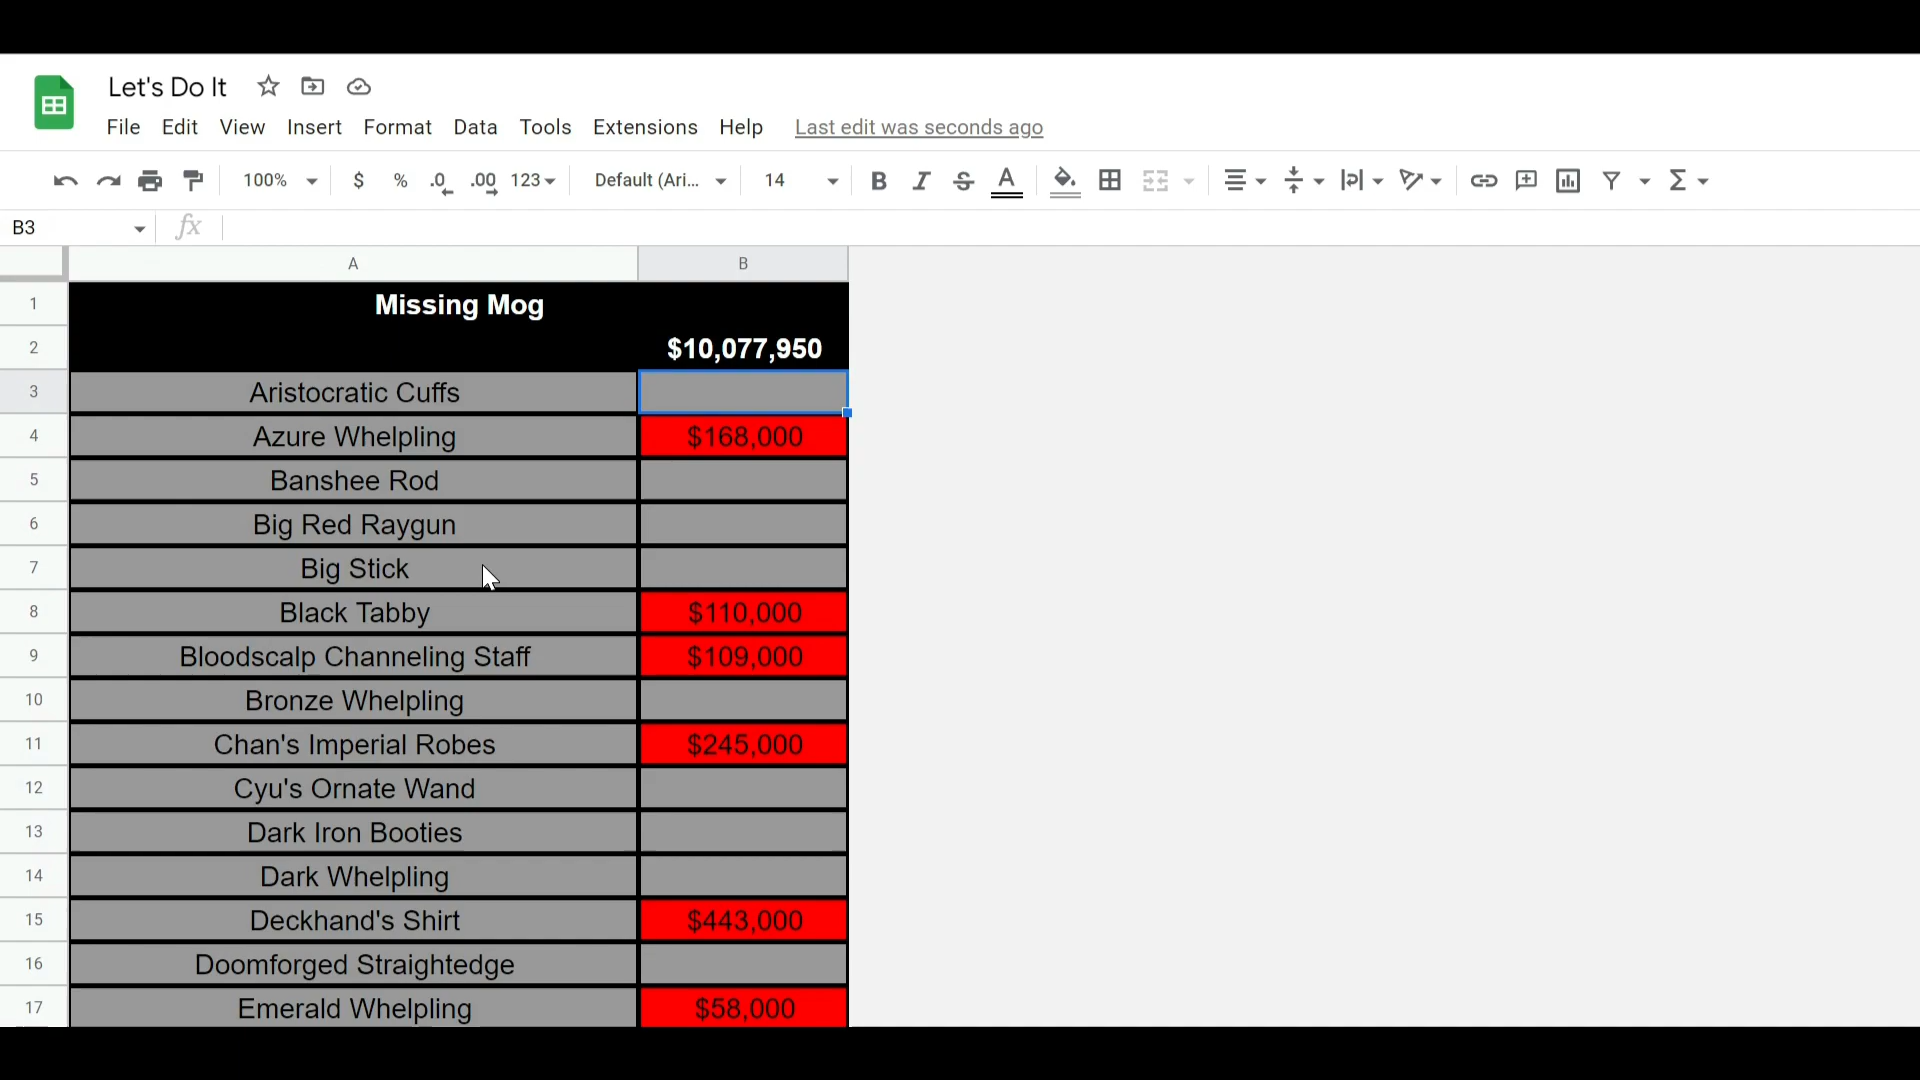 Let's Do It
File Edit View Insert Format Data Tools Extensions Help Last edit was seconds ago
100% $ % .0 .00 123 Default (Ari... 14 B I S A Σ
B3 fx
A B
1 Missing Mog
2 $10,077,950
3 Aristocratic Cuffs
4 Azure Whelpling $168,000
5 Banshee Rod
6 Big Red Raygun
7 Big Stick
8 Black Tabby $110,000
9 Bloodscalp Channeling Staff $109,000
10 Bronze Whelpling
11 Chan's Imperial Robes $245,000
12 Cyu's Ornate Wand
13 Dark Iron Booties
14 Dark Whelpling
15 Deckhand's Shirt $443,000
16 Doomforged Straightedge
17 Emerald Whelpling $58,000